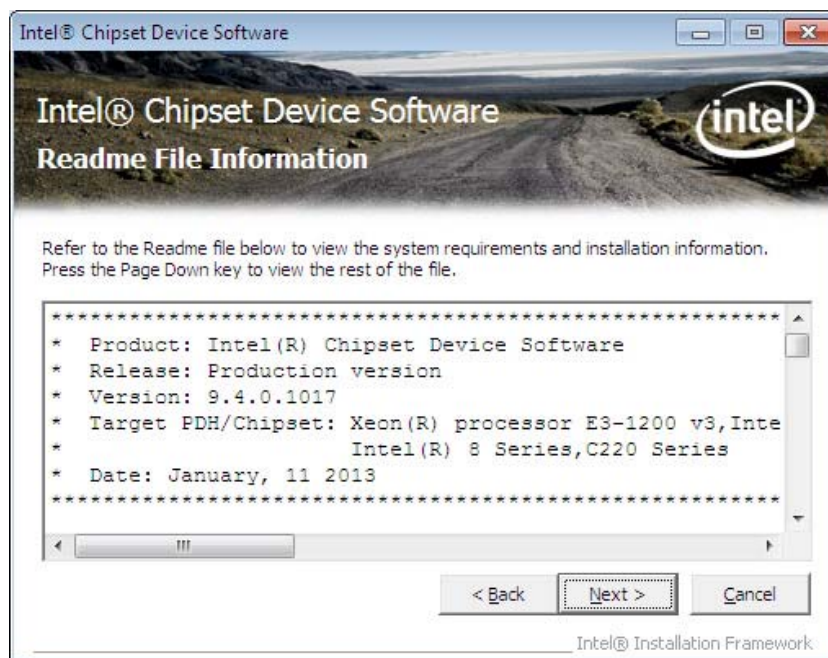 Intel® Chipset Device Software
Intel® Chipset Device Software
intel
Readme File Information
Refer to the Readme file below to view the system requirements and installation information.
Press the Page Down key to view the rest of the file.
************************************************************
* Product: Intel(R) Chipset Device Software
* Release: Production version
* Version: 9.4.0.1017
* Target PDH/Chipset: Xeon(R) processor E3-1200 v3,Inte
* Intel(R) 8 Series,C220 Series
* Date: January, 11 2013
************************************************************
< Back
Next >
Cancel
Intel® Installation Framework